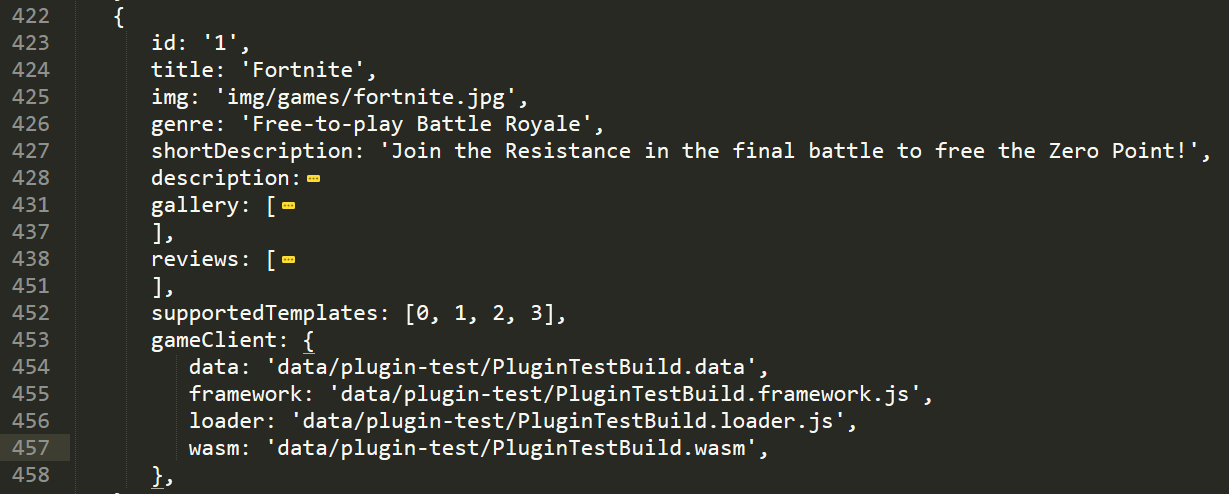 422 {
423 id: '1',
424 title: 'Fortnite',
425 img: 'img/games/fortnite.jpg',
426 genre: 'Free-to-play Battle Royale',
427 shortDescription: 'Join the Resistance in the final battle to free the Zero Point!',
428 description:
431 gallery: [
437 ],
438 reviews: [
451 ],
452 supportedTemplates: [0, 1, 2, 3],
453 gameClient: {
454 data: 'data/plugin-test/PluginTestBuild.data',
455 framework: 'data/plugin-test/PluginTestBuild.framework.js',
456 loader: 'data/plugin-test/PluginTestBuild.loader.js',
457 wasm: 'data/plugin-test/PluginTestBuild.wasm',
458 },